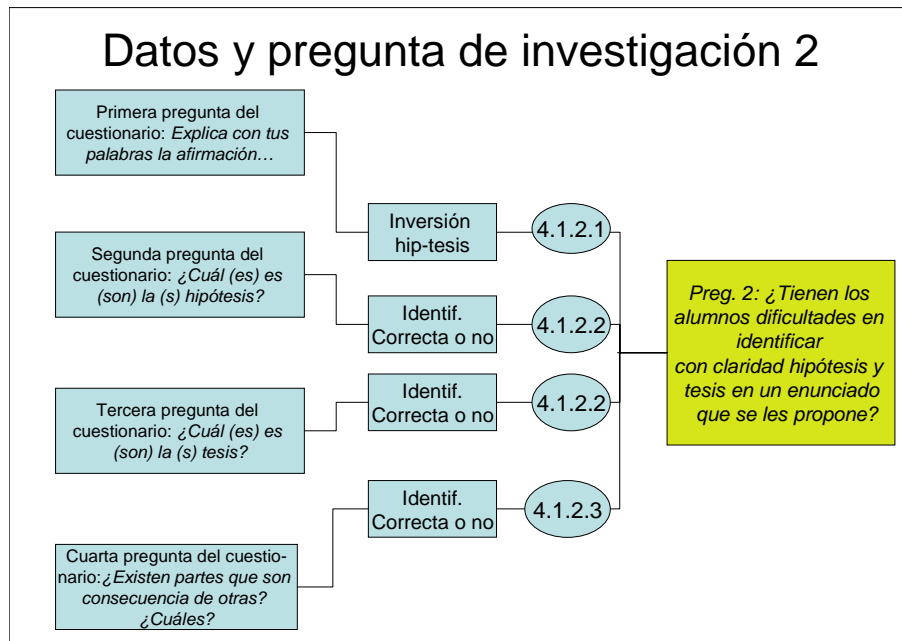 Datos y pregunta de investigación 2
Primera pregunta del
cuestionario: Explica con tus
palabras la afirmación…
Inversión
hip-tesis
4.1.2.1
Segunda pregunta del
cuestionario: ¿Cuál (es) es
(son) la (s) hipótesis?
Identif.
Correcta o no
4.1.2.2
Preg. 2: ¿Tienen los
alumnos dificultades en
identificar
con claridad hipótesis y
tesis en un enunciado
que se les propone?
Tercera pregunta del
cuestionario: ¿Cuál (es) es
(son) la (s) tesis?
Identif.
Correcta o no
4.1.2.2
Identif.
Correcta o no
4.1.2.3
Cuarta pregunta del cuestio-
nario:¿Existen partes que son
consecuencia de otras?
¿Cuáles?